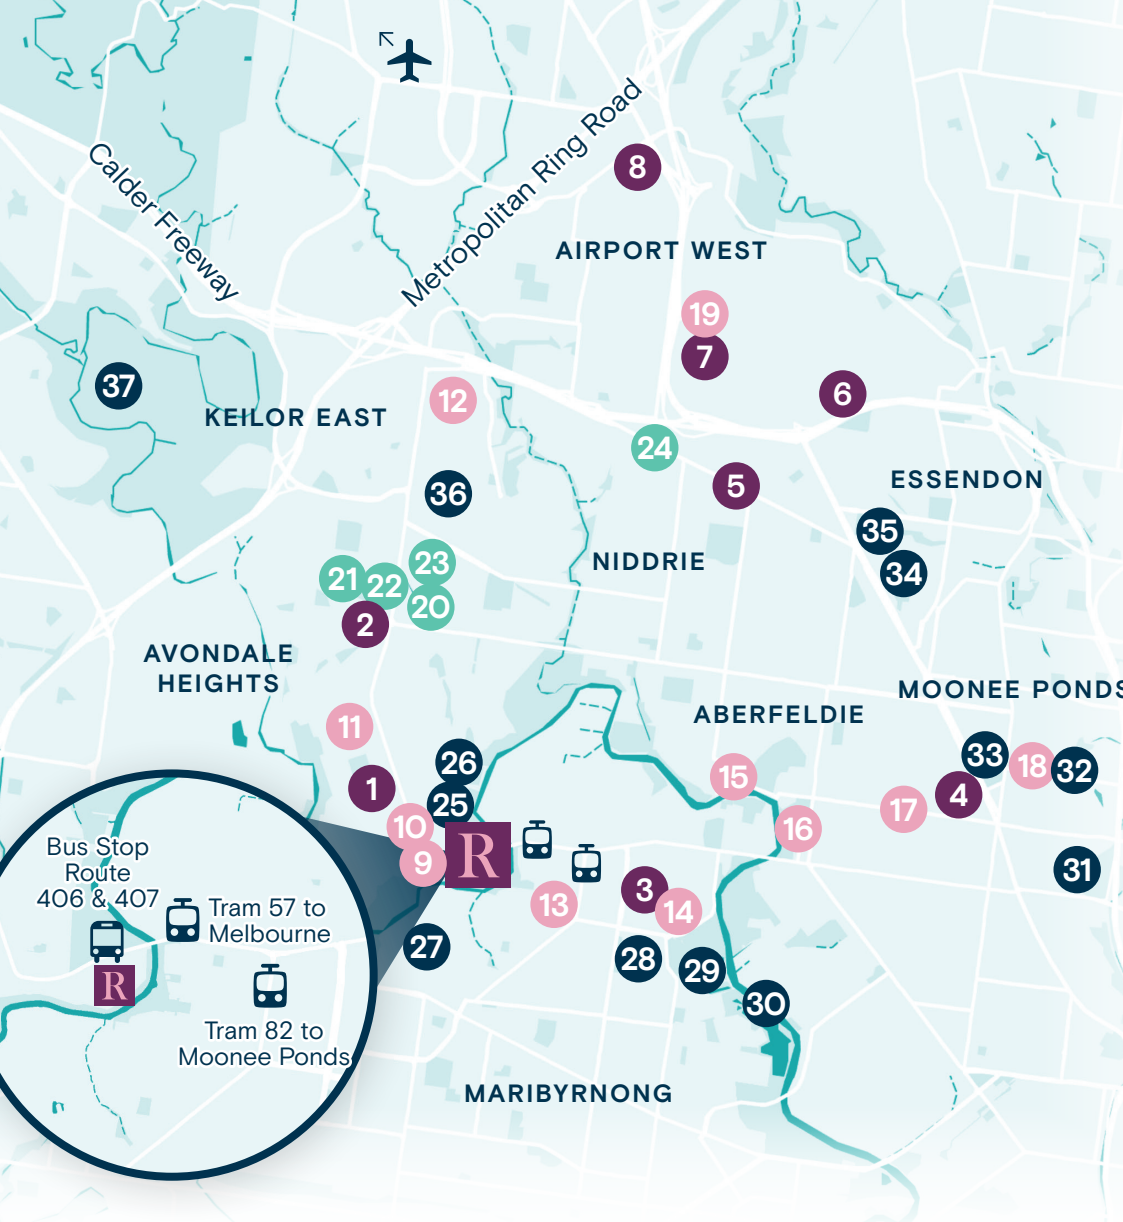 Calder Freeway
Metropolitan Ring Road
8
AIRPORT WEST
19
7
37
12
6
KEILOR EAST
24
5
36
ESSENDON
35
34
NIDDRIE
23
21
22
20
2
AVONDALE
HEIGHTS
MOONEE PONDS
ABERFELDIE
11
26
33
18
32
15
1
4
25
17
10
16
R
9
31
3
14
13
27
28
29
30
Bus Stop
Route
406 & 407
Tram 57 to
Melbourne
R
Tram 82 to
Moonee Ponds
MARIBYRNONG